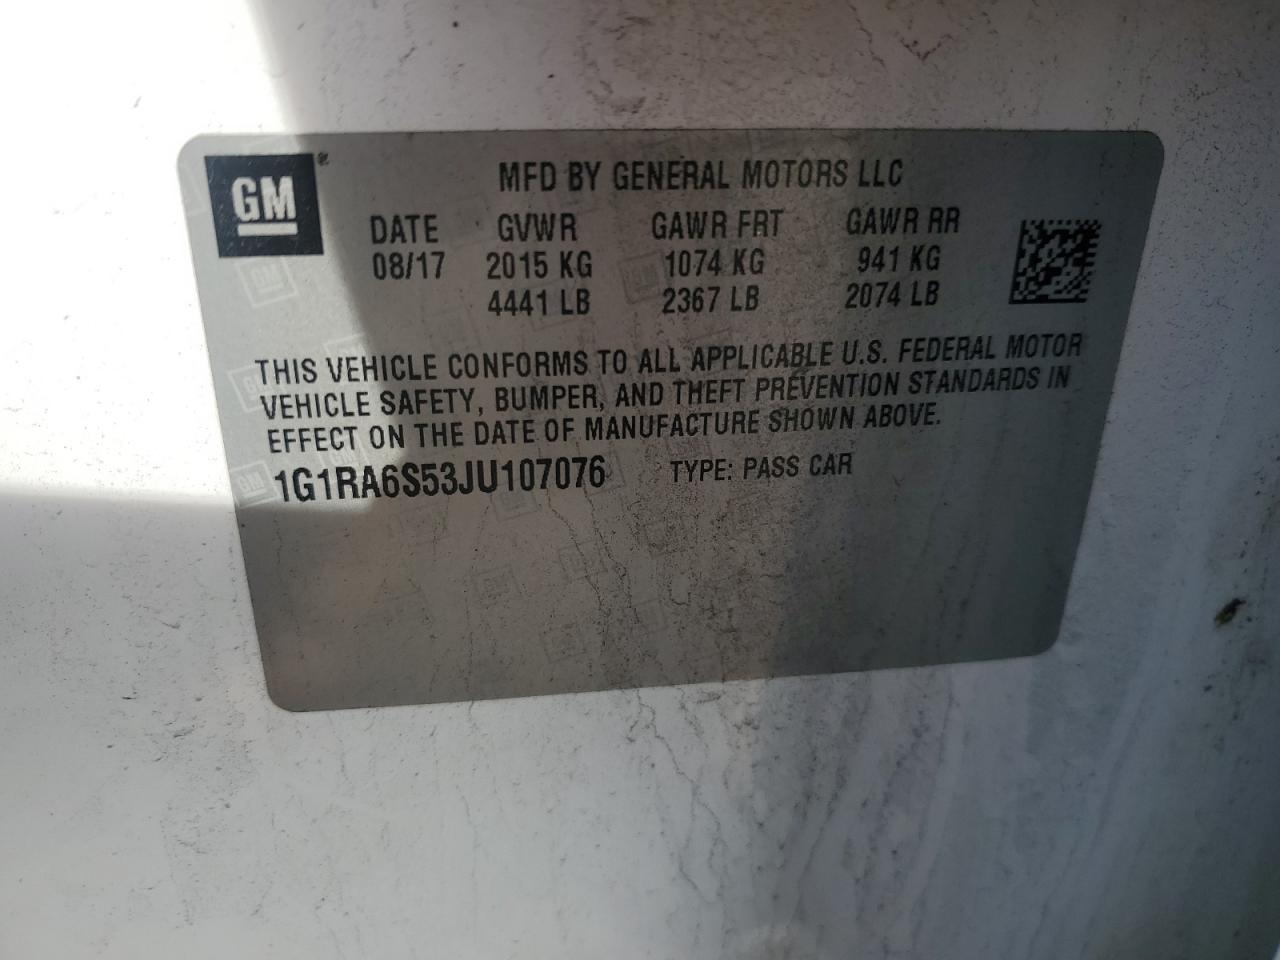 GM®
MFD BY GENERAL MOTORS LLC
DATE GVWR GAWR FRT GAWR RR
08/17 2015 KG 1074 KG 941 KG
4441 LB 2367 LB 2074 LB
THIS VEHICLE CONFORMS TO ALL APPLICABLE U.S. FEDERAL MOTOR
VEHICLE SAFETY, BUMPER, AND THEFT PREVENTION STANDARDS IN
EFFECT ON THE DATE OF MANUFACTURE SHOWN ABOVE.
1G1RA6S53JU107076 TYPE: PASS CAR